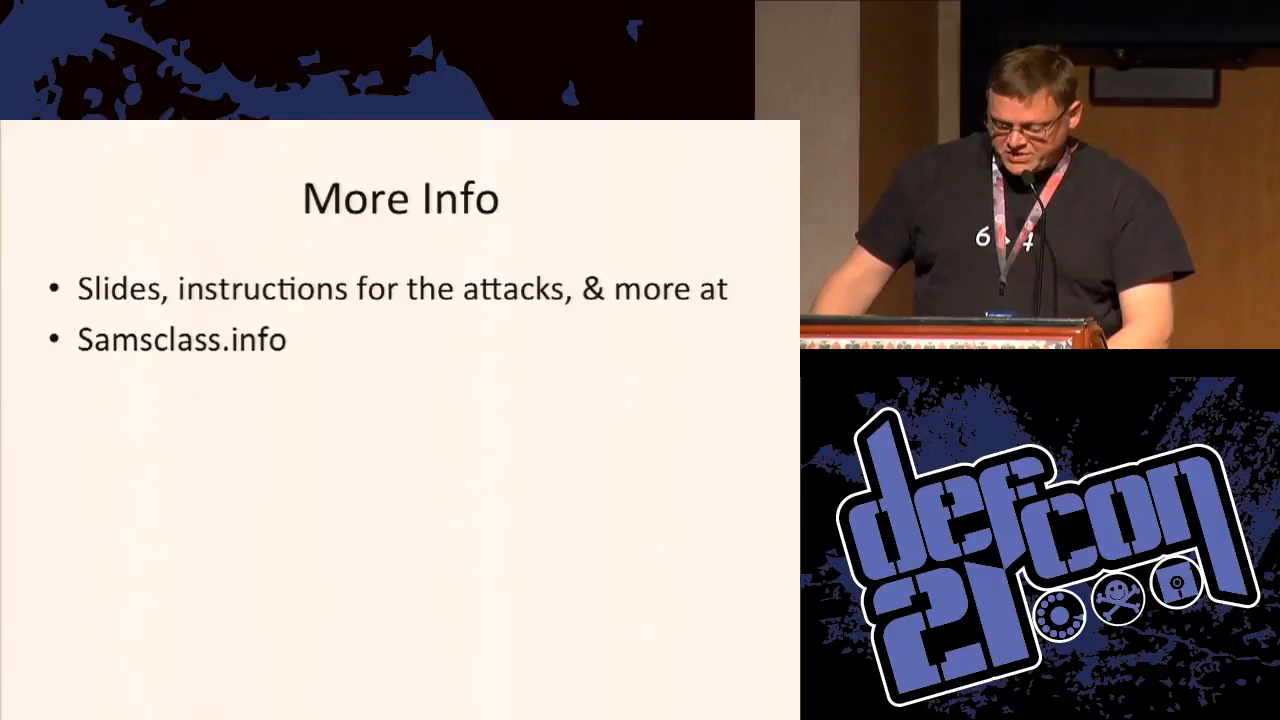 More Info
• Slides, instructions for the attacks, & more at
• Samsclass.info
defcon
21